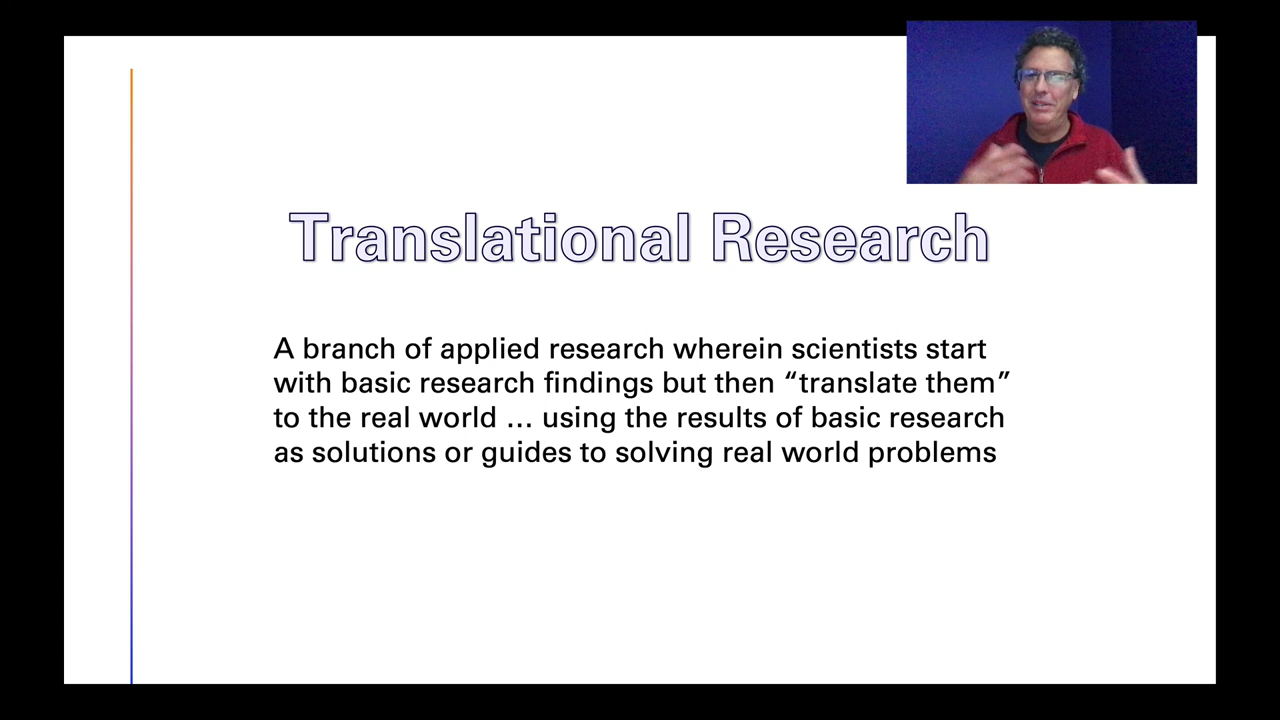 Translational Research
A branch of applied research wherein scientists start
with basic research findings but then “translate them”
to the real world … using the results of basic research
as solutions or guides to solving real world problems